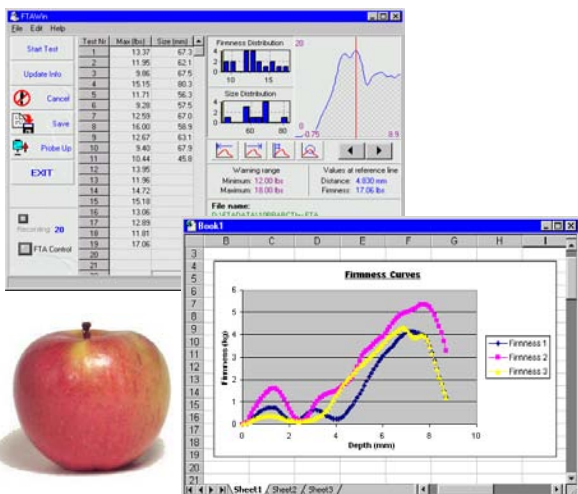 FTAWin
File Edit Help
Start Test
Update Info
Cancel
Save
Probe Up
EXIT
Recording: 20
FTA Control
Test Nr Max (lbs) Size (mm)
1 13.37 67.3
2 11.95 62.1
3 9.86 67.5
4 15.15 80.3
5 11.71 56.3
6 9.28 57.5
7 12.59 67.0
8 16.00 58.9
9 12.67 63.1
10 9.40 67.9
11 10.44 45.8
12 13.95
13 11.96
14 14.72
15 15.18
16 13.06
17 12.89
18 11.81
19 17.06
20
21
Firmness Distribution
4
2
0
10 15
Size Distribution
4
2
0
60 80
20
0
-0.75 8.9
Warning range
Minimum: 12.00 lbs
Maximum: 18.00 lbs
Values at reference line
Distance: 4.830 mm
Firmness: 17.06 lbs
File name:
Book1
B C D E F G H I
3
4
5
6
7
8
9
10
11
12
13
14
15
16
17
18
19
20
21
Firmness Curves
Firmness (kg)
6
5
4
3
2
1
0
0 2 4 6 8 10
Depth (mm)
Firmness 1
Firmness 2
Firmness 3
Sheet1 Sheet2 Sheet3